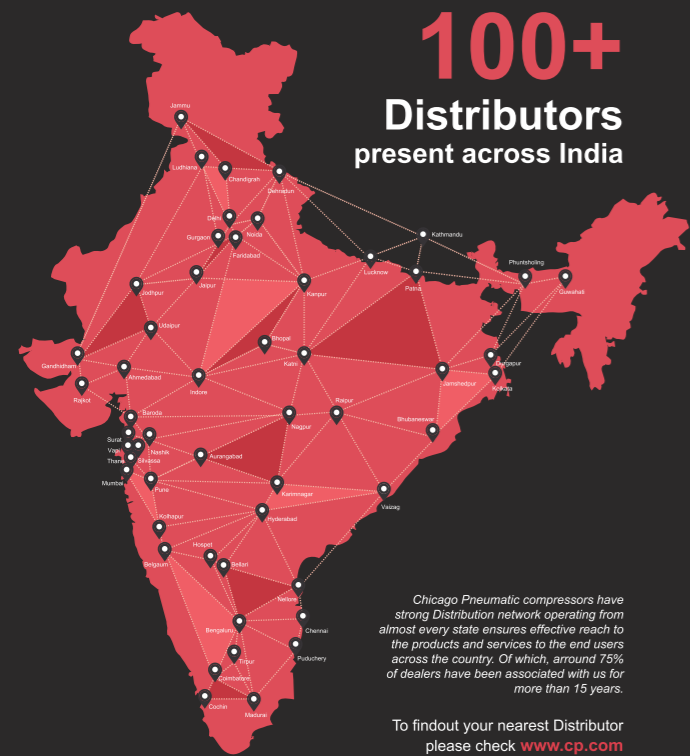 100+
Distributors
present across India
Jammu
Ludhiana
Chandigrah
Dehradun
Delhi
Noida
Gurgaon
Faridabad
Kathmandu
Lucknow
Patna
Phuntsholing
Guwahati
Jodhpur
Jaipur
Kanpur
Udaipur
Bhopal
Katni
Gandhidham
Ahmedabad
Indore
Durgapur
Jamshedpur
Kolkata
Rajkot
Baroda
Nagpur
Raipur
Bhubaneswar
Surat
Vapi
Nashik
Silvassa
Thane
Aurangabad
Mumbai
Pune
Karimnagar
Vaizag
Kolhapur
Hyderabad
Hospet
Belgaum
Bellari
Nellore
Bengaluru
Chennai
Puduchery
Tirpur
Coimbatore
Cochin
Madurai
Chicago Pneumatic compressors have
strong Distribution network operating from
almost every state ensures effective reach to
the products and services to the end users
across the country. Of which, arround 75%
of dealers have been associated with us for
more than 15 years.
To findout your nearest Distributor
please check www.cp.com